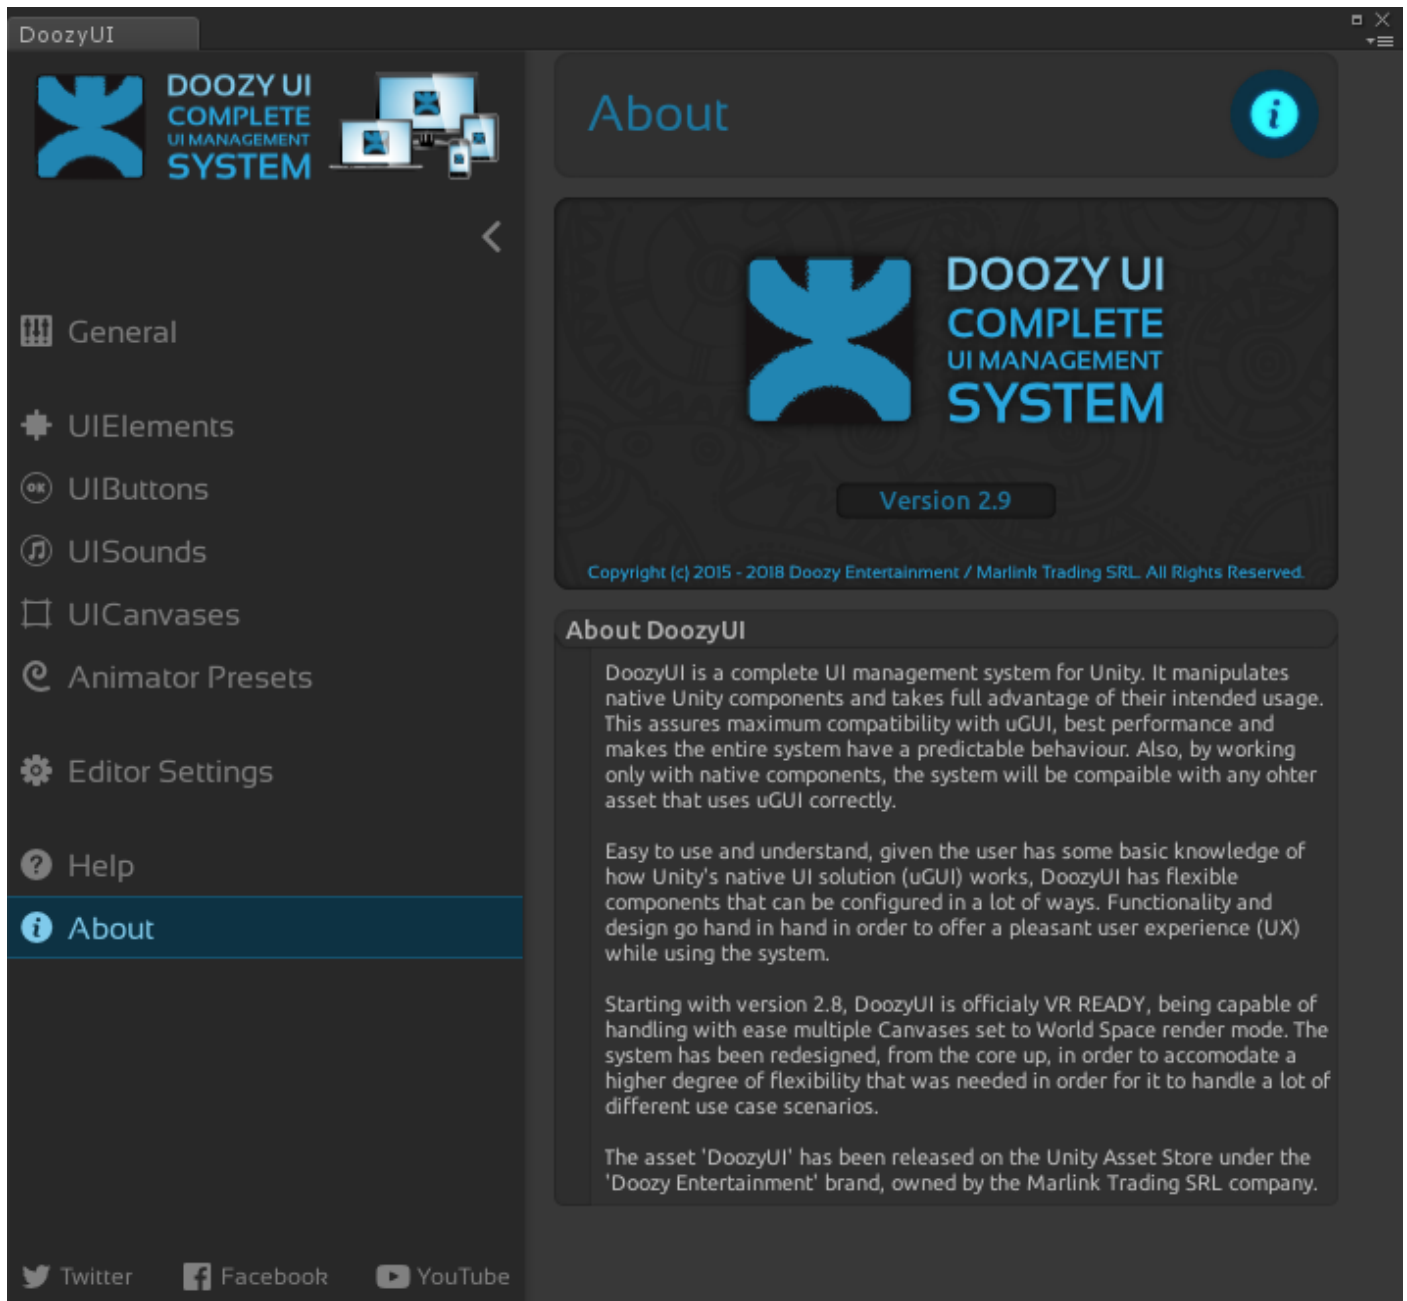 DoozyUI
DOOZY UI
COMPLETE
UI MANAGEMENT
SYSTEM
General
UIElements
OK
UIButtons
UISounds
UICanvases
Animator Presets
Editor Settings
?
Help
i
About
Twitter
Facebook
YouTube
About
i
DOOZY UI
COMPLETE
UI MANAGEMENT
SYSTEM
Version 2.9
Copyright (c) 2015 - 2018 Doozy Entertainment / Marlink Trading SRL. All Rights Reserved.
About DoozyUI
DoozyUI is a complete UI management system for Unity. It manipulates
native Unity components and takes full advantage of their intended usage.
This assures maximum compatibility with uGUI, best performance and
makes the entire system have a predictable behaviour. Also, by working
only with native components, the system will be compaible with any ohter
asset that uses uGUI correctly.
Easy to use and understand, given the user has some basic knowledge of
how Unity's native UI solution (uGUI) works, DoozyUI has flexible
components that can be configured in a lot of ways. Functionality and
design go hand in hand in order to offer a pleasant user experience (UX)
while using the system.
Starting with version 2.8, DoozyUI is officialy VR READY, being capable of
handling with ease multiple Canvases set to World Space render mode. The
system has been redesigned, from the core up, in order to accomodate a
higher degree of flexibility that was needed in order for it to handle a lot of
different use case scenarios.
The asset 'DoozyUI' has been released on the Unity Asset Store under the
'Doozy Entertainment' brand, owned by the Marlink Trading SRL company.